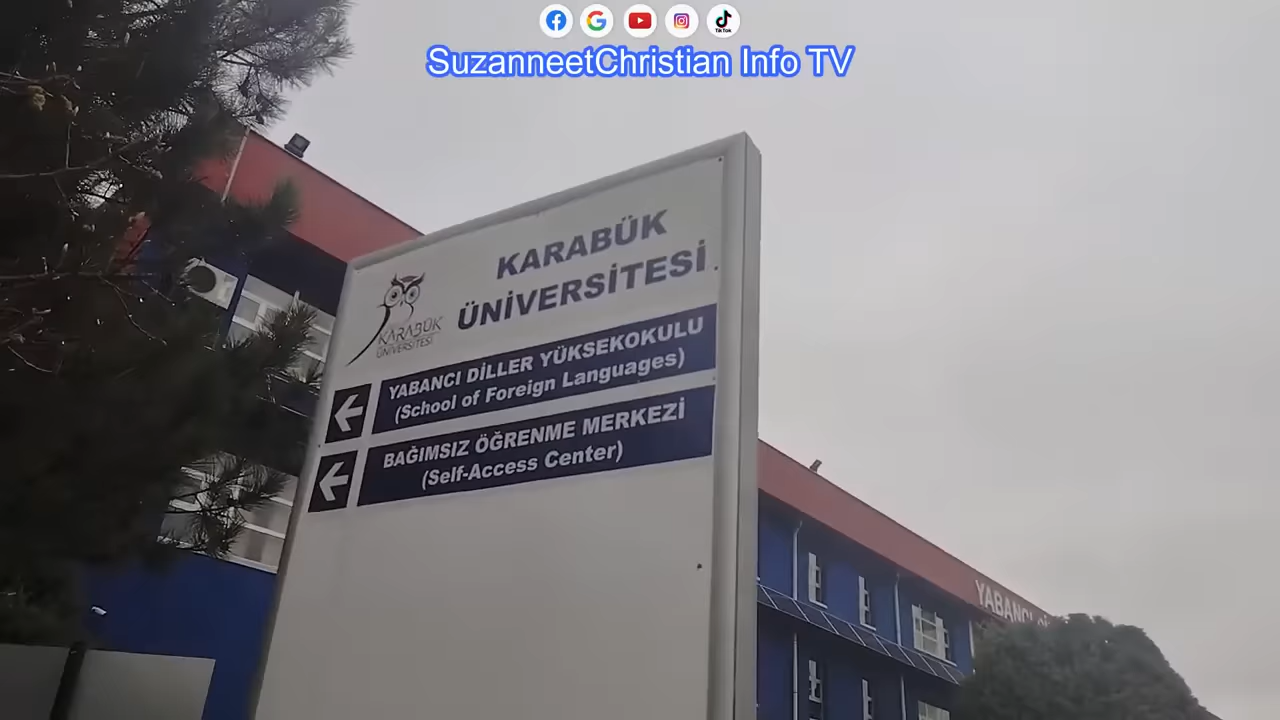 SuzanneetChristian Info TV
KARABÜK
ÜNİVERSİTESİ
KARABÜK
ÜNİVERSİTESİ
YABANCI DİLLER YÜKSEKOKULU
(School of Foreign Languages)
BAĞIMSIZ ÖĞRENME MERKEZİ
(Self-Access Center)
YABANCI